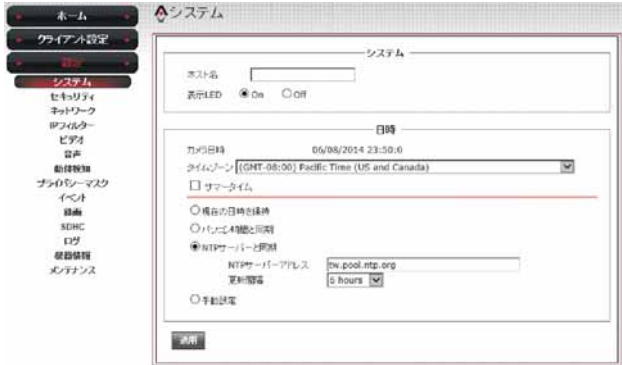 ホーム
クライアント設定
設定
システム
セキュリティ
ネットワーク
IPフィルター
ビデオ
音声
動体検知
プライバシーマスク
イベント
録画
SDHC
ログ
機器情報
メンテナンス
システム
システム
ホスト名
表示LED On Off
日時
カメラ日時 06/08/2014 23:50:0
タイムゾーン (GMT-08:00) Pacific Time (US and Canada)
サマータイム
現在の日時を保持
パソコン時間と同期
NTPサーバーと同期
NTPサーバーアドレス tw.pool.ntp.org
更新間隔 6 hours
手動設定
適用